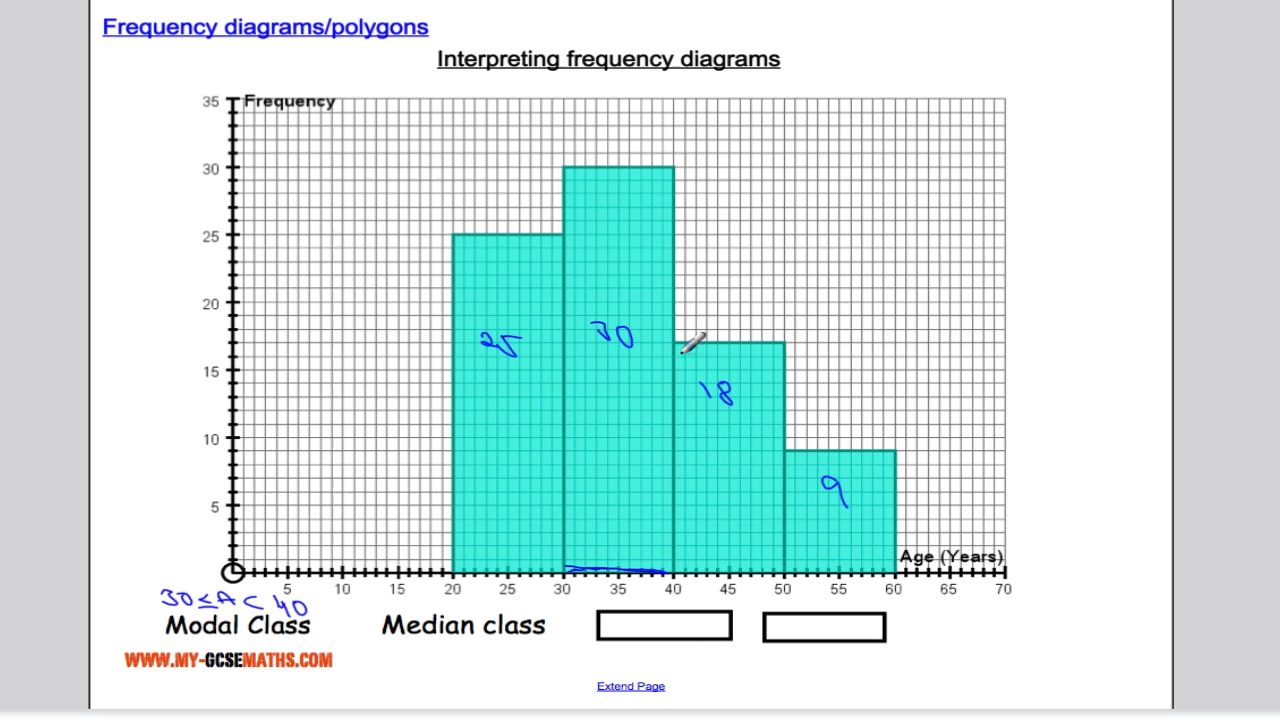 Frequency diagrams/polygons
Interpreting frequency diagrams
Frequency
35
30
25
20
15
10
5
25
30
18
9
Age (Years)
5 10 15 20 25 30 35 40 45 50 55 60 65 70
30 ≤ A < 40
Modal Class Median class
WWW.MY-GCSEMATHS.COM
Extend Page